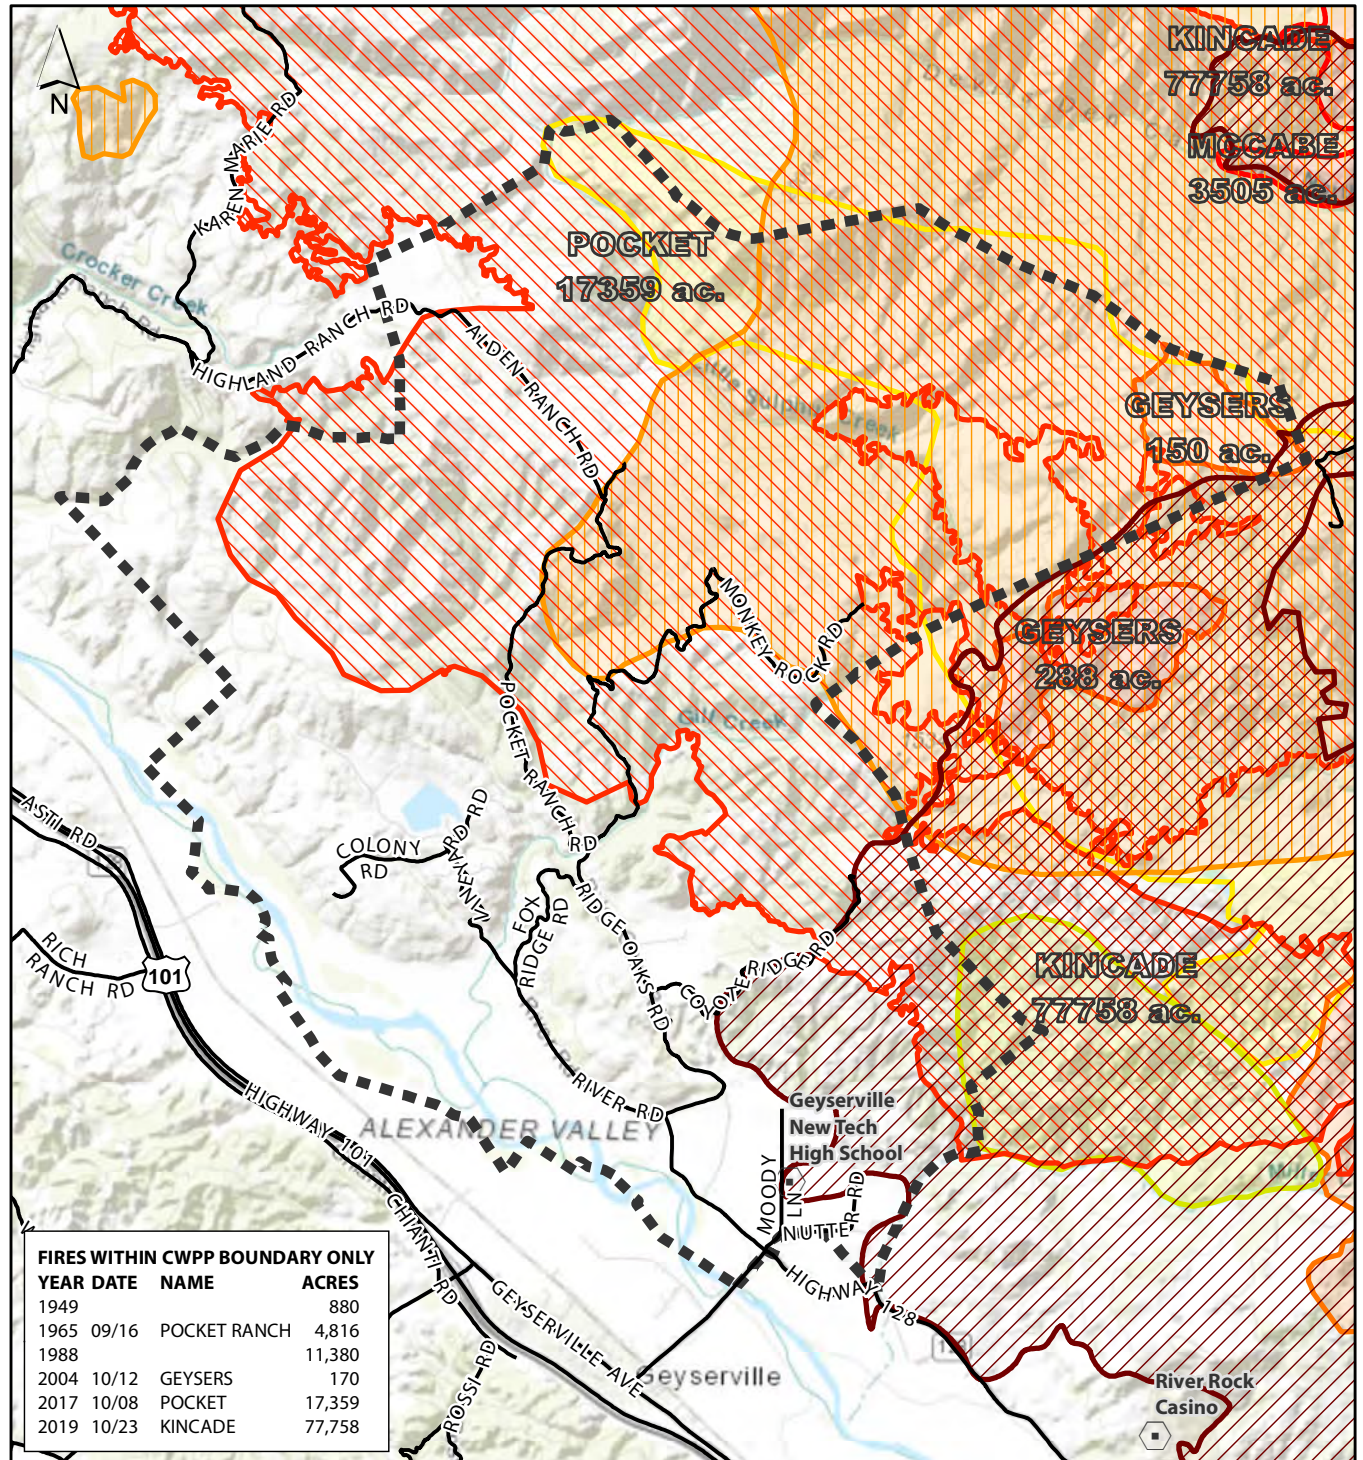 KINCADE
77758 ac.
MCCABE
3505 ac.
N
KAREN MARIE RD
Crocker Creek
POCKET
17359 ac.
HIGHLAND RANCH RD
ALDEN RANCH RD
Little Sulphur Creek
GEYSERS
150 ac.
MONKEY ROCK RD
GEYSERS
288 ac.
Gill Creek
POCKET RANCH RD
ASTI RD
COLONY
RD
RD RD
FOX
RIDGE RD
RIDGE OAKS RD
COYOTE RIDGE RD
RICH
RANCH RD
101
KINCADE
77758 ac.
RIVER RD
HIGHWAY 101
ALEXANDER VALLEY
Geyserville
New Tech
High School
MOODY
LN
NUTTER RD
HIGHWAY 128
CHIANTI RD
GEYSERVILLE AVE
Geyserville
ROSSI RD
River Rock
Casino
FIRES WITHIN CWPP BOUNDARY ONLY
YEAR DATE NAME ACRES
1949 880
1965 09/16 POCKET RANCH 4,816
1988 11,380
2004 10/12 GEYSERS 170
2017 10/08 POCKET 17,359
2019 10/23 KINCADE 77,758